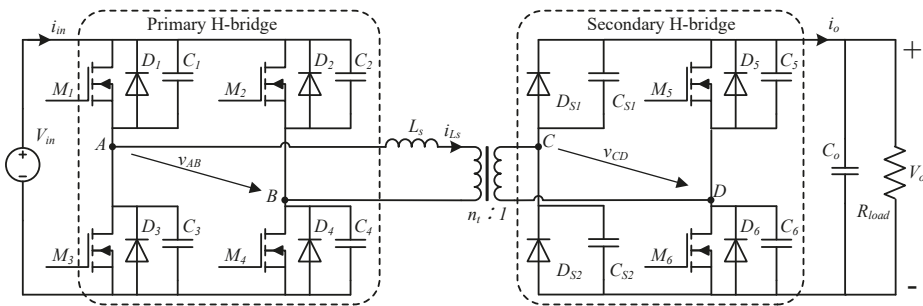 Primary H-bridge
Secondary H-bridge
i_in
i_o
D_1 C_1 D_2 C_2 D_5 C_5
M_1 M_2 D_S1 C_S1 M_5
+
V_in
A
L_s
i_Ls
C
v_AB
v_CD
C_o
V_o
B
D
n_t : 1
R_load
D_3 C_3 D_4 C_4 D_6 C_6
M_3 M_4 D_S2 C_S2 M_6
-